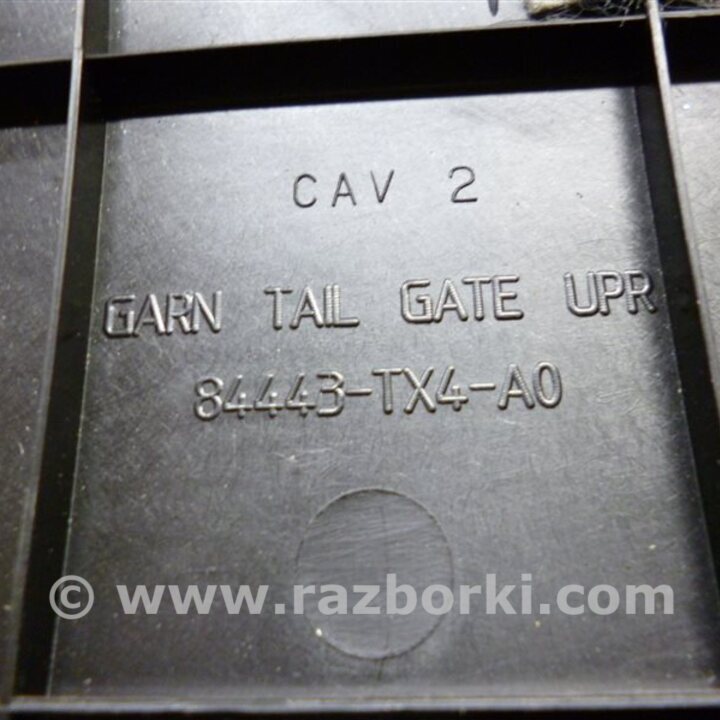 CAV 2
GARN TAIL GATE UPR
84443-TX4-A0
© www.razborki.com